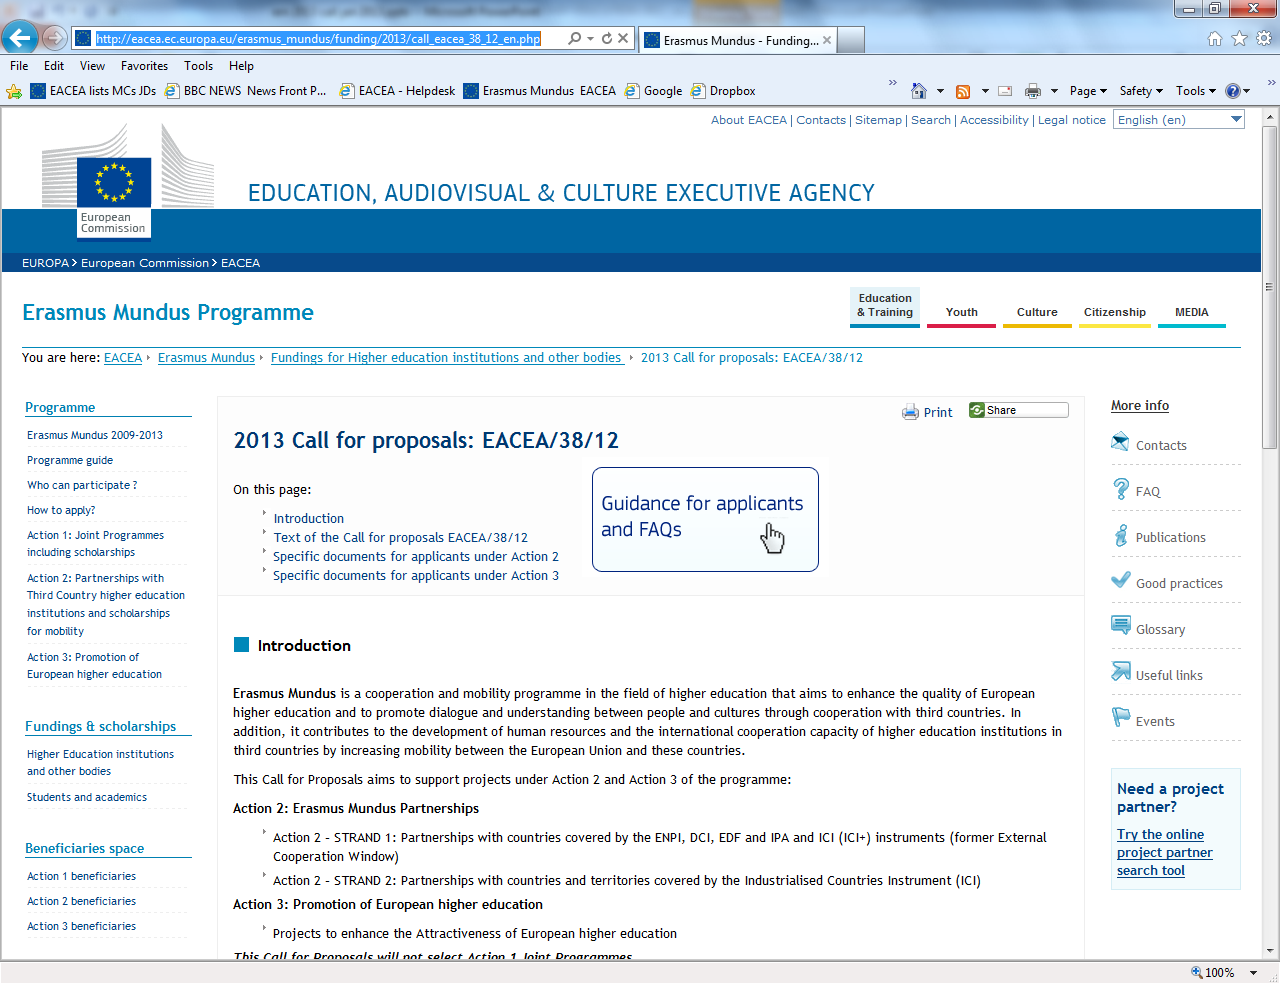 http://eacea.ec.europa.eu/erasmus_mundus/funding/2013/call_eacea_38_12_en.php
Erasmus Mundus - Funding...
File Edit View Favorites Tools Help
EACEA lists MCs JDs BBC NEWS News Front P... EACEA - Helpdesk Erasmus Mundus EACEA Google Dropbox
Page Safety Tools
About EACEA | Contacts | Sitemap | Search | Accessibility | Legal notice English (en)
EDUCATION, AUDIOVISUAL & CULTURE EXECUTIVE AGENCY
European
Commission
EUROPA > European Commission > EACEA
Erasmus Mundus Programme
Education
& Training
Youth
Culture
Citizenship
MEDIA
You are here: EACEA Erasmus Mundus Fundings for Higher education institutions and other bodies 2013 Call for proposals: EACEA/38/12
Programme
Erasmus Mundus 2009-2013
Programme guide
Who can participate ?
How to apply?
Action 1: Joint Programmes
including scholarships
Action 2: Partnerships with
Third Country higher education
institutions and scholarships
for mobility
Action 3: Promotion of
European higher education
Fundings & scholarships
Higher Education institutions
and other bodies
Students and academics
Beneficiaries space
Action 1 beneficiaries
Action 2 beneficiaries
Action 3 beneficiaries
Print Share
2013 Call for proposals: EACEA/38/12
On this page:
Introduction
Text of the Call for proposals EACEA/38/12
Specific documents for applicants under Action 2
Specific documents for applicants under Action 3
Guidance for applicants
and FAQs
Introduction
Erasmus Mundus is a cooperation and mobility programme in the field of higher education that aims to enhance the quality of European
higher education and to promote dialogue and understanding between people and cultures through cooperation with third countries. In
addition, it contributes to the development of human resources and the international cooperation capacity of higher education institutions in
third countries by increasing mobility between the European Union and these countries.
This Call for Proposals aims to support projects under Action 2 and Action 3 of the programme:
Action 2: Erasmus Mundus Partnerships
Action 2 – STRAND 1: Partnerships with countries covered by the ENPI, DCI, EDF and IPA and ICI (ICI+) instruments (former External
Cooperation Window)
Action 2 – STRAND 2: Partnerships with countries and territories covered by the Industrialised Countries Instrument (ICI)
Action 3: Promotion of European higher education
Projects to enhance the Attractiveness of European higher education
This Call for Proposals will not select Action 1 Joint Programmes
More info
Contacts
FAQ
Publications
Good practices
Glossary
Useful links
Events
Need a project
partner?
Try the online
project partner
search tool
100%